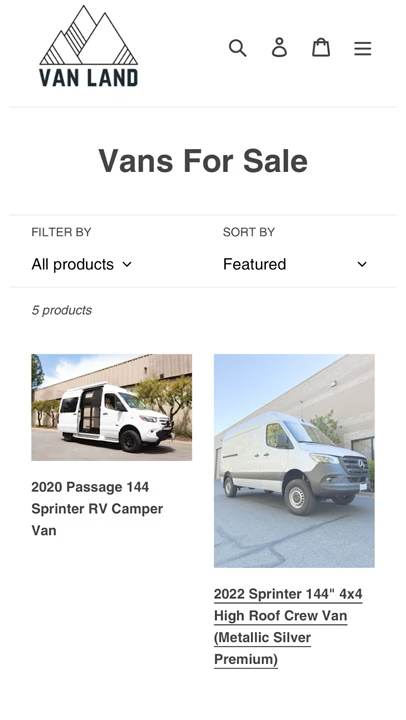 VAN LAND
Vans For Sale
FILTER BY
All products
SORT BY
Featured
5 products
2020 Passage 144
Sprinter RV Camper
Van
2022 Sprinter 144" 4x4
High Roof Crew Van
(Metallic Silver
Premium)